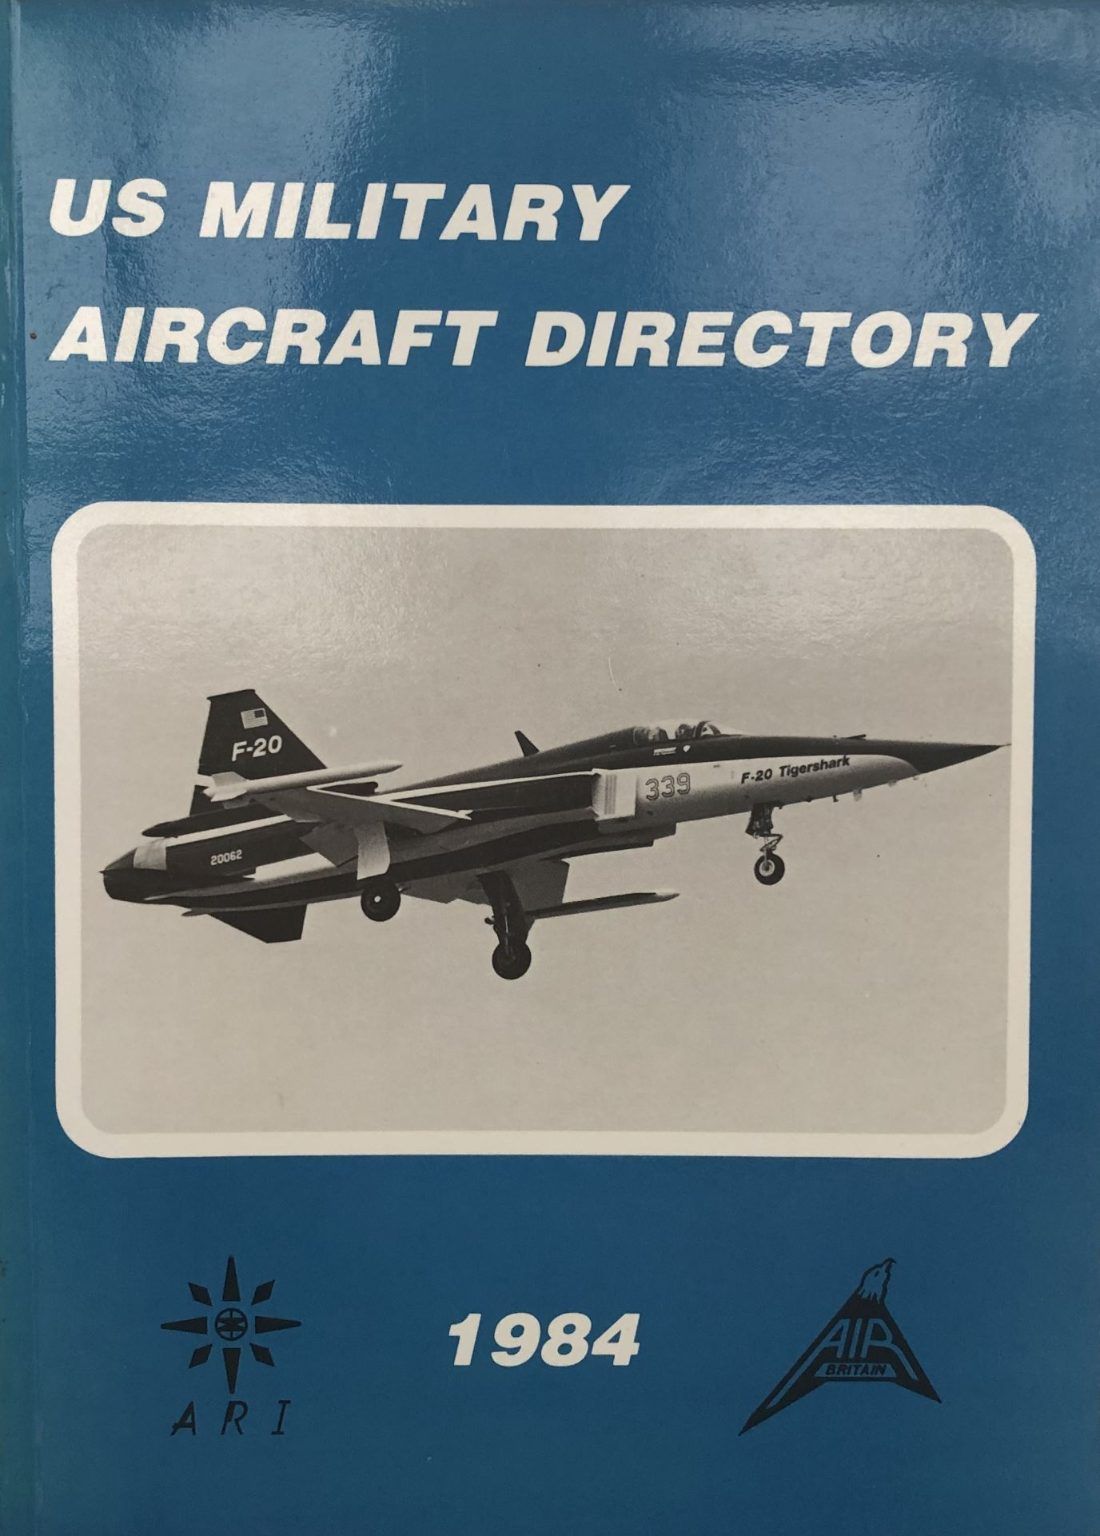 US MILITARY
AIRCRAFT DIRECTORY
F-20
339
F-20 Tigershark
20062
1984
ARI
AIR
BRITAIN